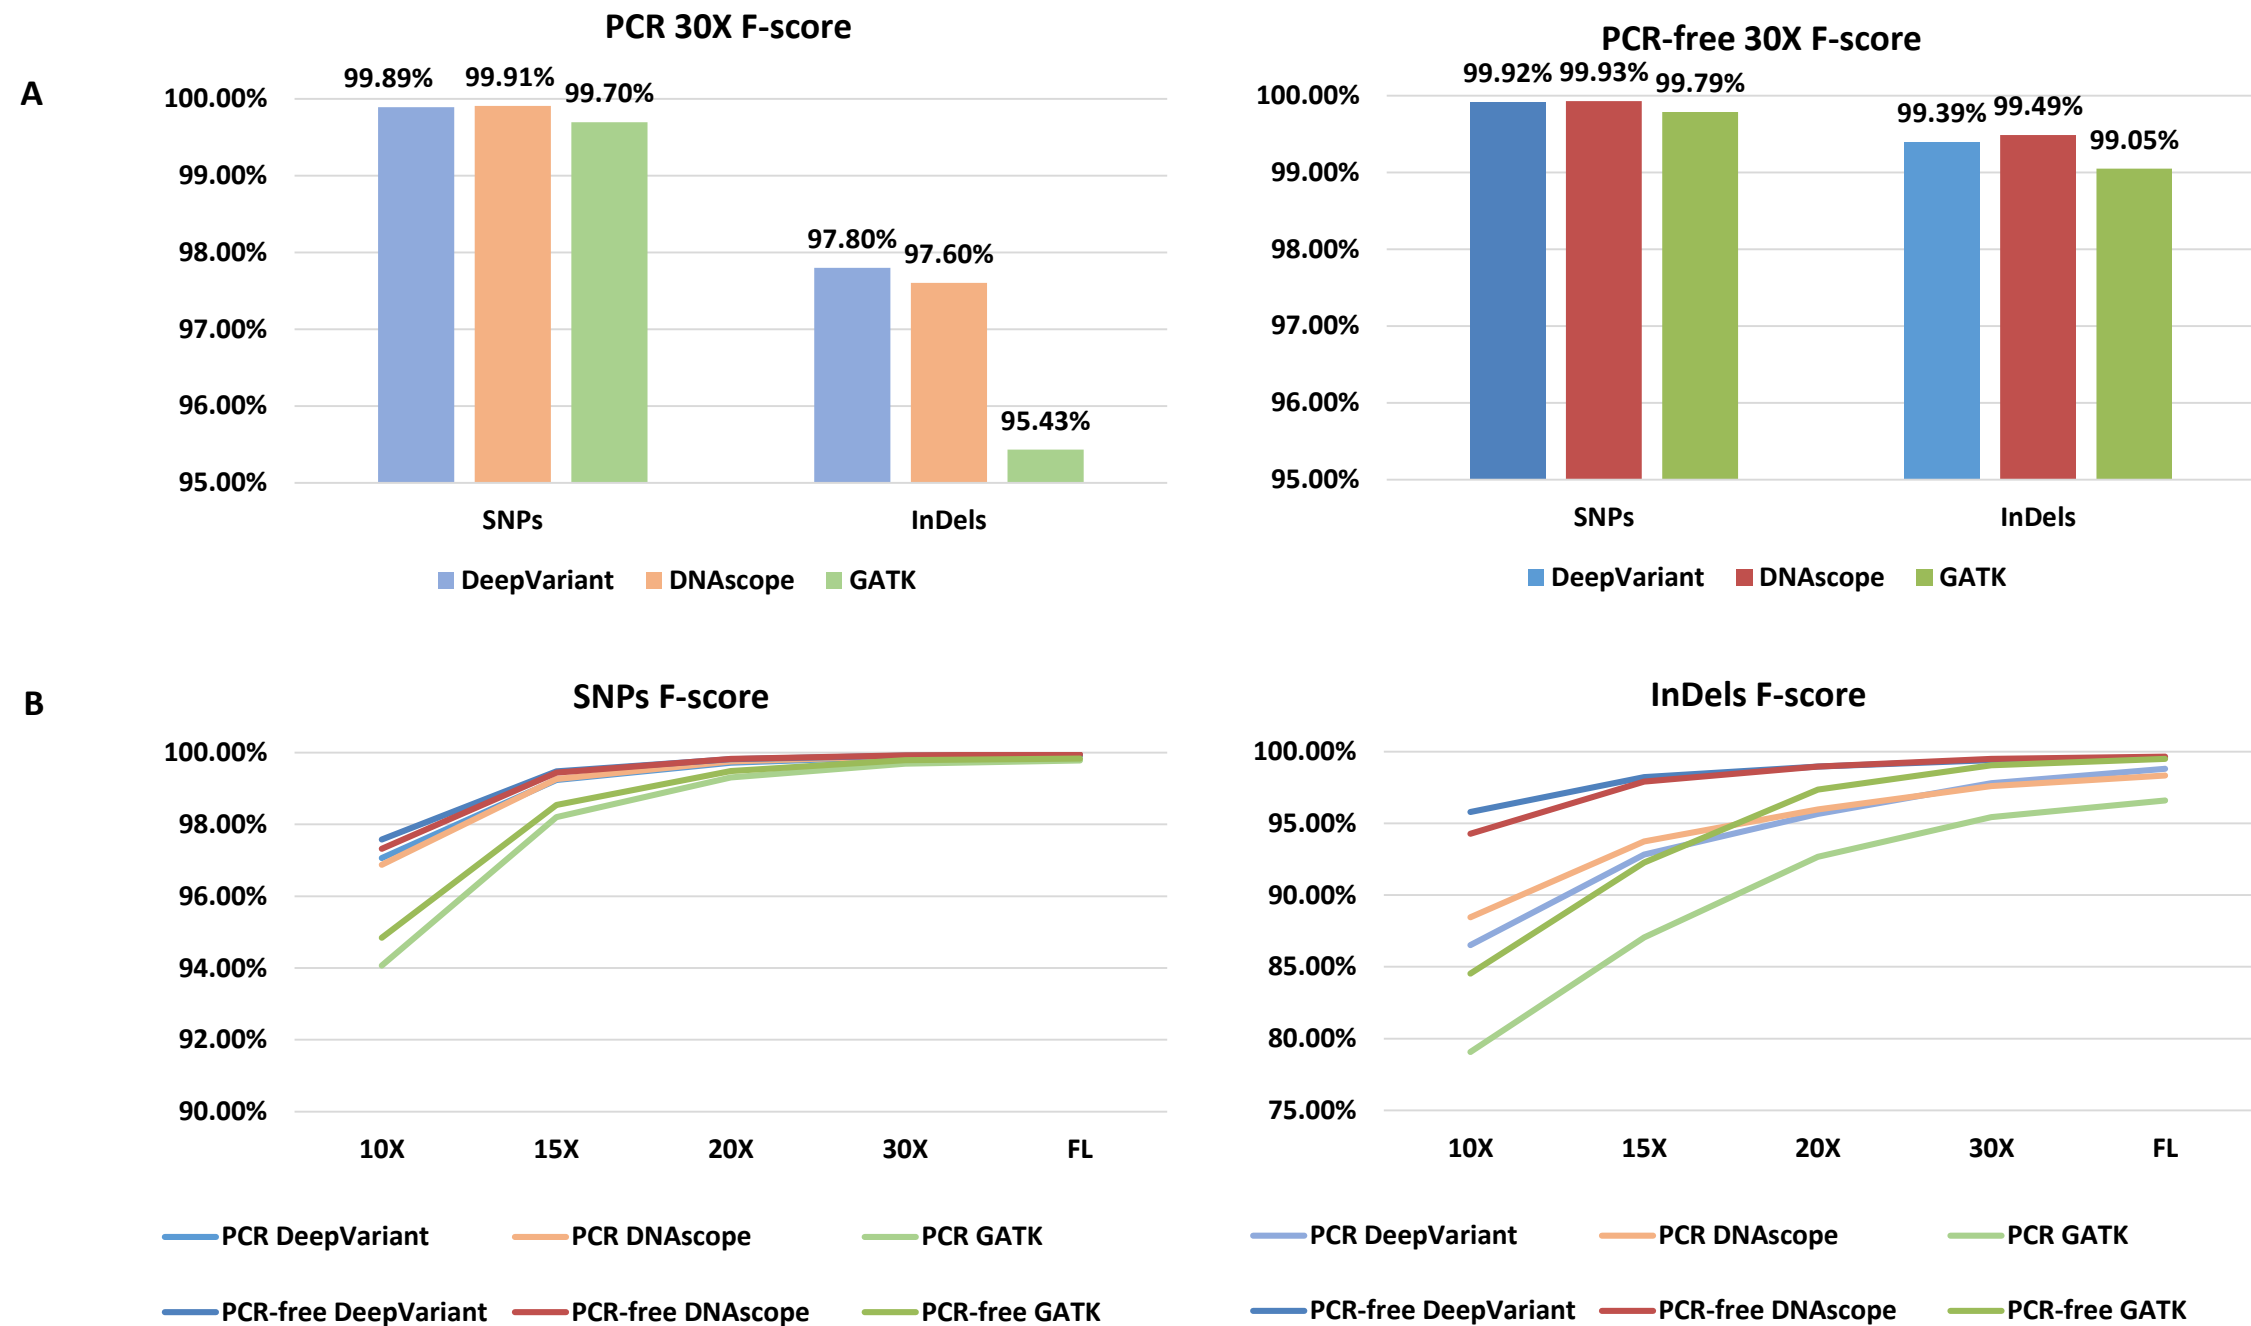 A
PCR 30X F-score
99.89% 99.91% 99.70% 97.80% 97.60% 95.43%
100.00%
99.00%
98.00%
97.00%
96.00%
95.00%
SNPs InDels
DeepVariant DNAscope GATK
PCR-free 30X F-score
99.92% 99.93% 99.79% 99.39% 99.49% 99.05%
100.00%
99.00%
98.00%
97.00%
96.00%
95.00%
SNPs InDels
DeepVariant DNAscope GATK
B
SNPs F-score
100.00%
98.00%
96.00%
94.00%
92.00%
90.00%
10X 15X 20X 30X FL
PCR DeepVariant PCR DNAscope PCR GATK
PCR-free DeepVariant PCR-free DNAscope PCR-free GATK
InDels F-score
100.00%
95.00%
90.00%
85.00%
80.00%
75.00%
10X 15X 20X 30X FL
PCR DeepVariant PCR DNAscope PCR GATK
PCR-free DeepVariant PCR-free DNAscope PCR-free GATK